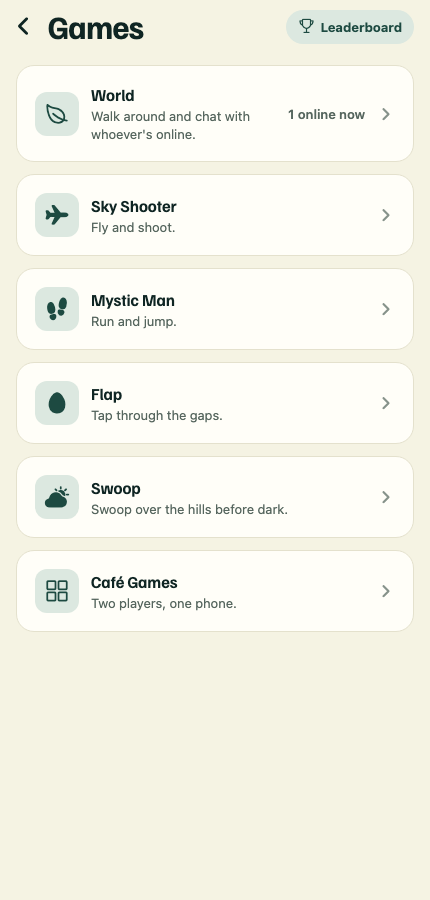 Games
Leaderboard
World
Walk around and chat with
whoever's online.
1 online now
Sky Shooter
Fly and shoot.
Mystic Man
Run and jump.
Flap
Tap through the gaps.
Swoop
Swoop over the hills before dark.
Café Games
Two players, one phone.